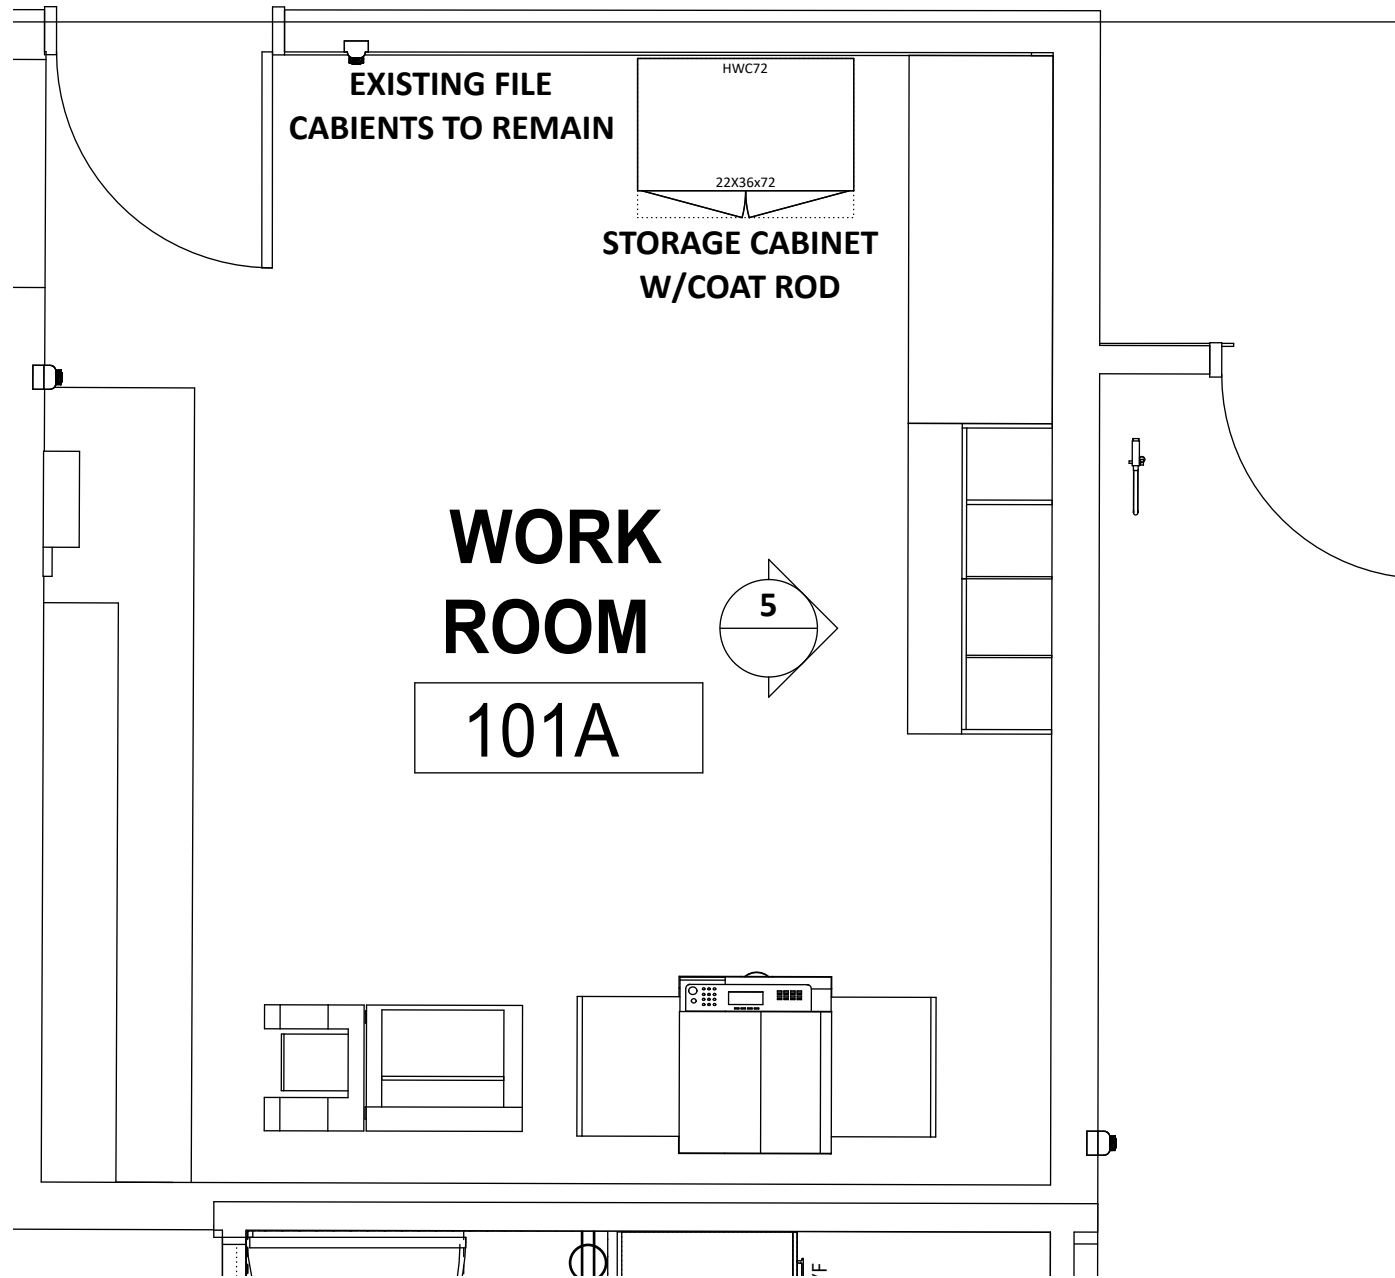 HWC72
EXISTING FILE
CABIENTS TO REMAIN
22X36x72
STORAGE CABINET
W/COAT ROD
WORK
ROOM
5
101A